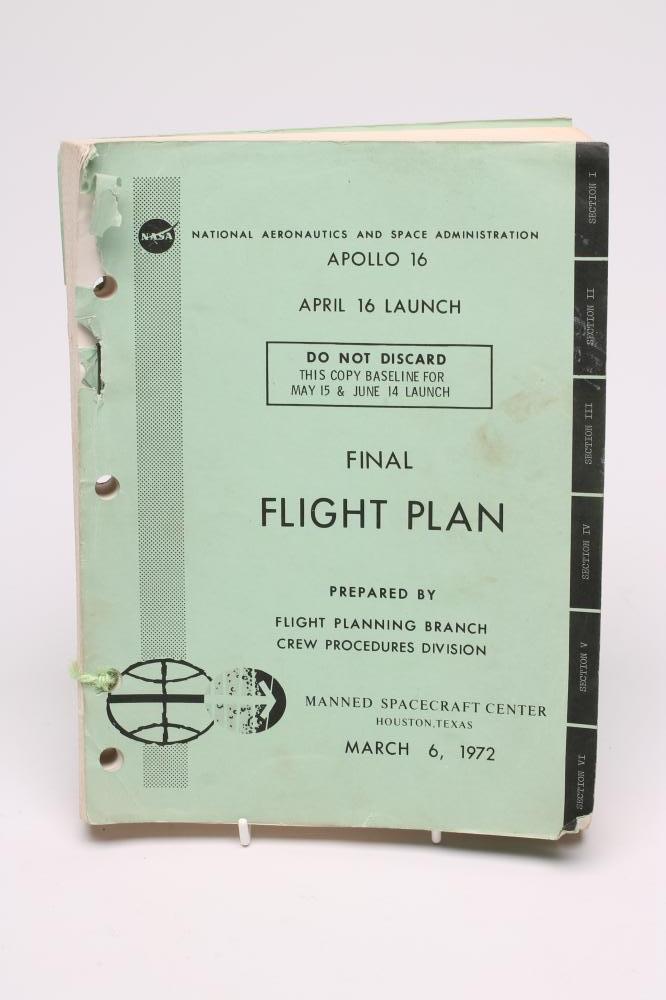 NASA
NATIONAL AERONAUTICS AND SPACE ADMINISTRATION
APOLLO 16
APRIL 16 LAUNCH
DO NOT DISCARD
THIS COPY BASELINE FOR
MAY 15 & JUNE 14 LAUNCH
FINAL
FLIGHT PLAN
PREPARED BY
FLIGHT PLANNING BRANCH
CREW PROCEDURES DIVISION
MANNED SPACECRAFT CENTER
HOUSTON, TEXAS
MARCH 6, 1972
SECTION I
SECTION II
SECTION III
SECTION IV
SECTION V
SECTION VI